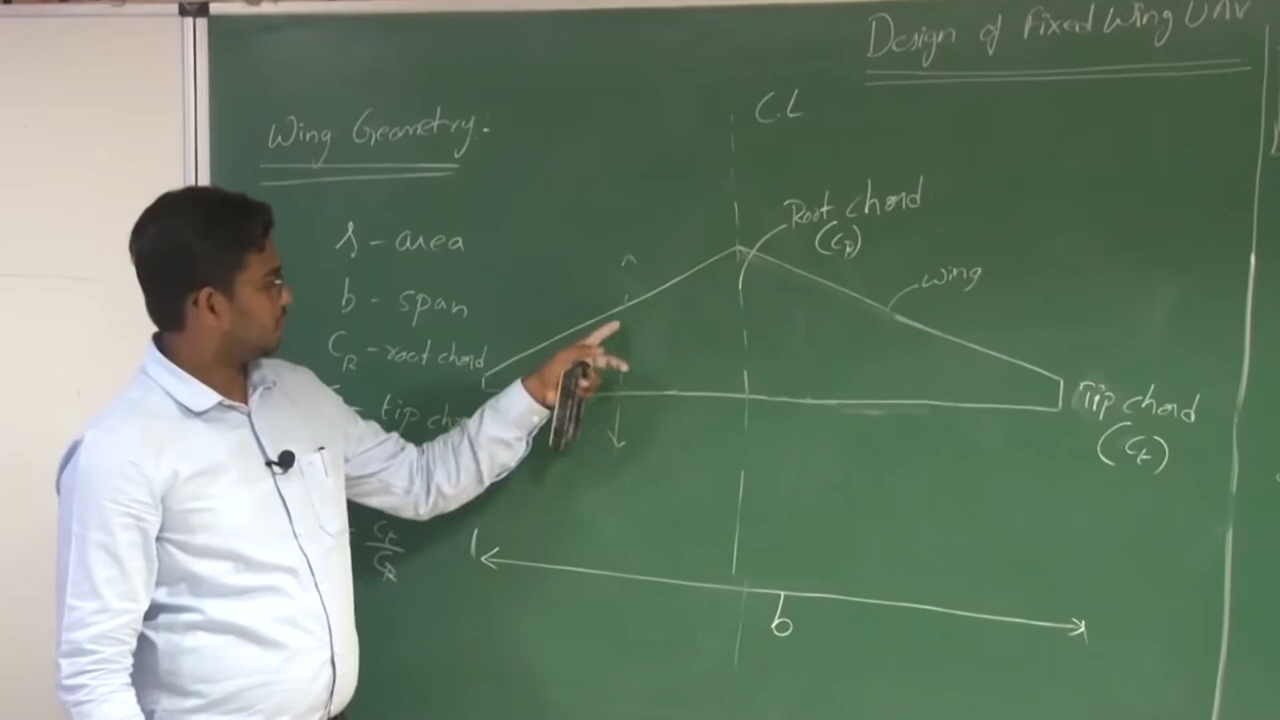 Design of Fixed Wing UAV
C.L
Wing Geometry:
S - area
b - span
C_R - root chord
- tip cho
C_t
C_R
Root chord
(C_R)
wing
Tip chord
(C_t)
b